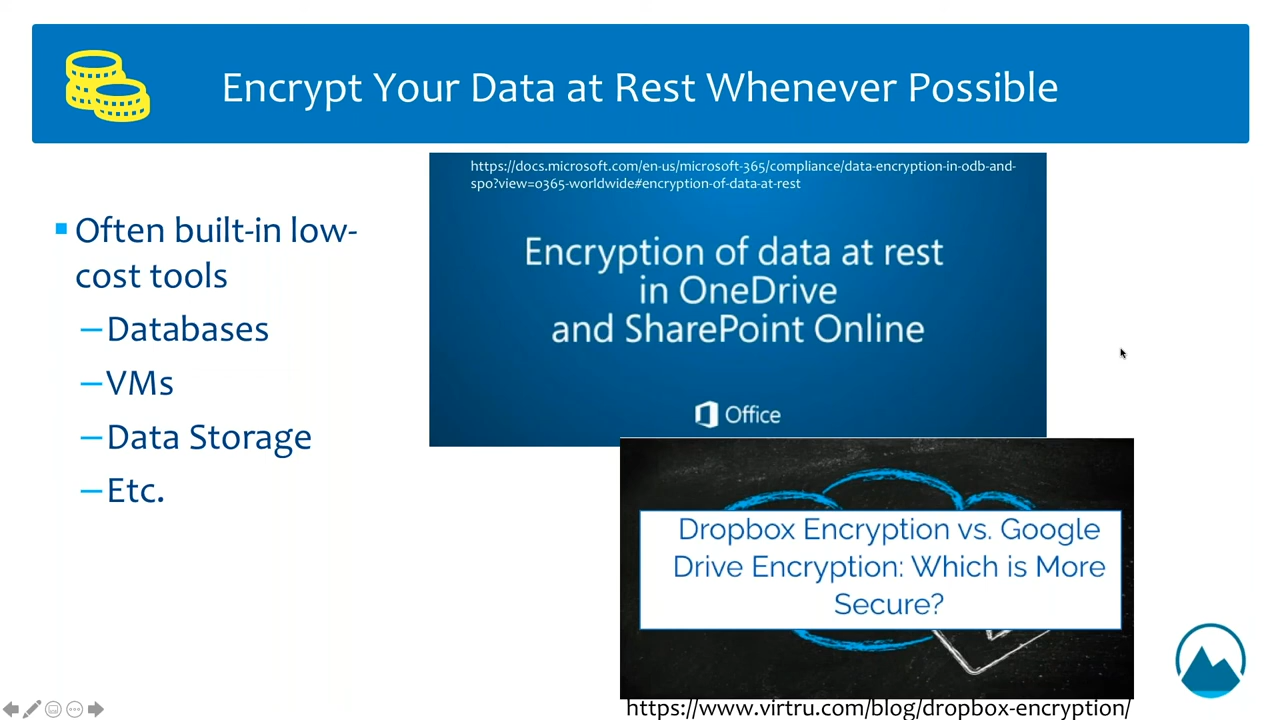 Encrypt Your Data at Rest Whenever Possible
Often built-in low-
cost tools
–Databases
–VMs
–Data Storage
–Etc.
https://docs.microsoft.com/en-us/microsoft-365/compliance/data-encryption-in-odb-and-
spo?view=o365-worldwide#encryption-of-data-at-rest
Encryption of data at rest
in OneDrive
and SharePoint Online
Office
Dropbox Encryption vs. Google
Drive Encryption: Which is More
Secure?
https://www.virtru.com/blog/dropbox-encryption/